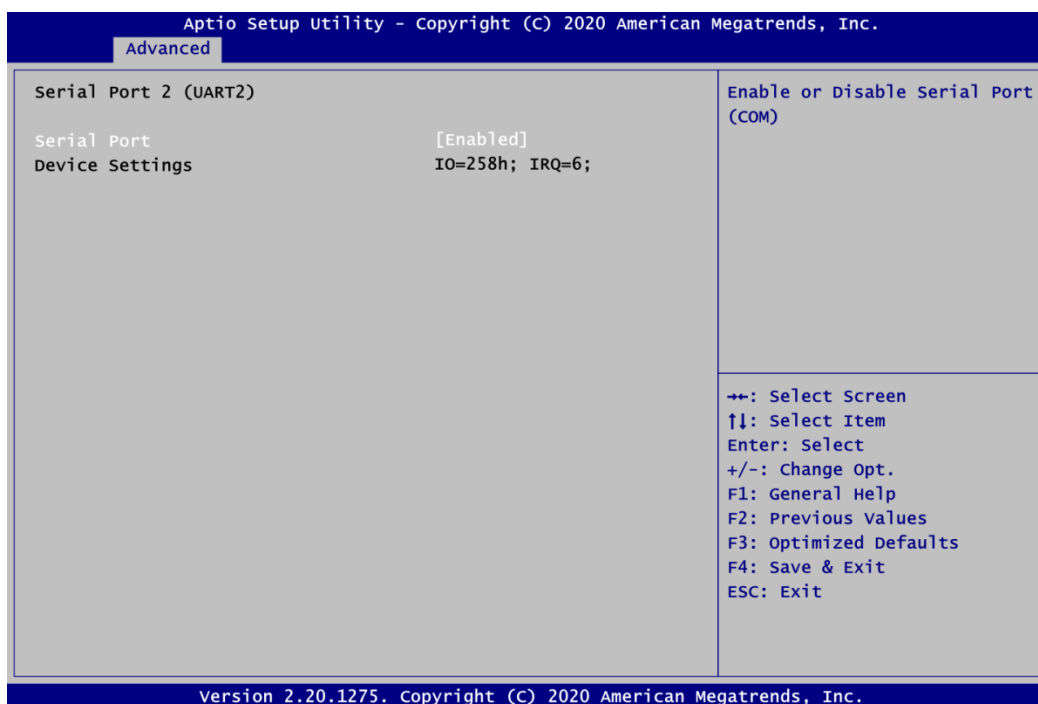 Aptio Setup Utility - Copyright (C) 2020 American Megatrends, Inc.
Advanced
Serial Port 2 (UART2)
Serial Port [Enabled]
Device Settings IO=258h; IRQ=6;
Enable or Disable Serial Port
(COM)
→←: Select Screen
↑↓: Select Item
Enter: Select
+/-: Change Opt.
F1: General Help
F2: Previous Values
F3: Optimized Defaults
F4: Save & Exit
ESC: Exit
Version 2.20.1275. Copyright (C) 2020 American Megatrends, Inc.